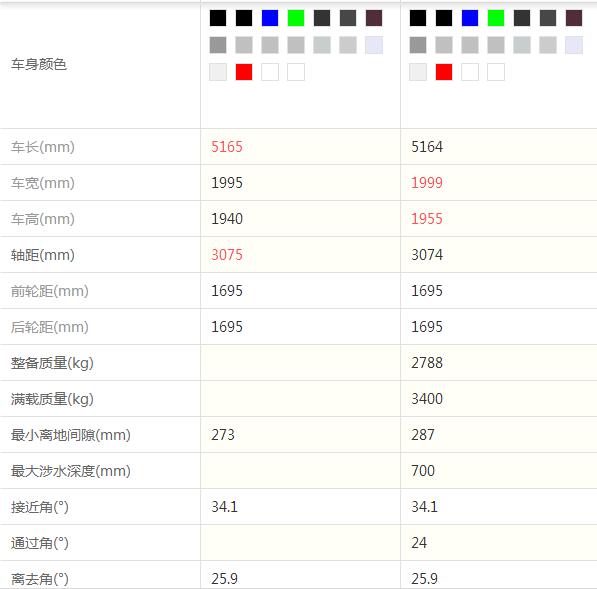 车身颜色
车长(mm) 5165 5164
车宽(mm) 1995 1999
车高(mm) 1940 1955
轴距(mm) 3075 3074
前轮距(mm) 1695 1695
后轮距(mm) 1695 1695
整备质量(kg) 2788
满载质量(kg) 3400
最小离地间隙(mm) 273 287
最大涉水深度(mm) 700
接近角(°) 34.1 34.1
通过角(°) 24
离去角(°) 25.9 25.9